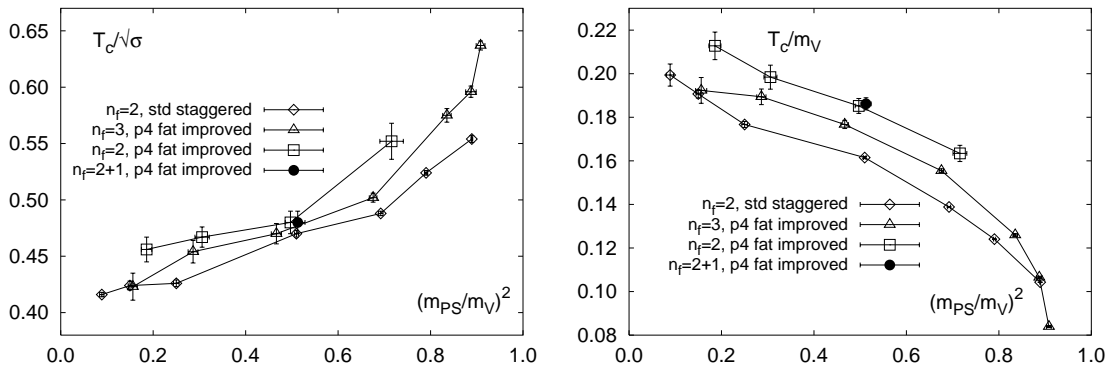 T_c/√σ
0.65
0.60
0.55
0.50
0.45
0.40
n_f=2, std staggered
n_f=3, p4 fat improved
n_f=2, p4 fat improved
n_f=2+1, p4 fat improved
(m_PS/m_V)^2
0.0 0.2 0.4 0.6 0.8 1.0
T_c/m_V
0.22
0.20
0.18
0.16
0.14
0.12
0.10
0.08
n_f=2, std staggered
n_f=3, p4 fat improved
n_f=2, p4 fat improved
n_f=2+1, p4 fat improved
(m_PS/m_V)^2
0.0 0.2 0.4 0.6 0.8 1.0